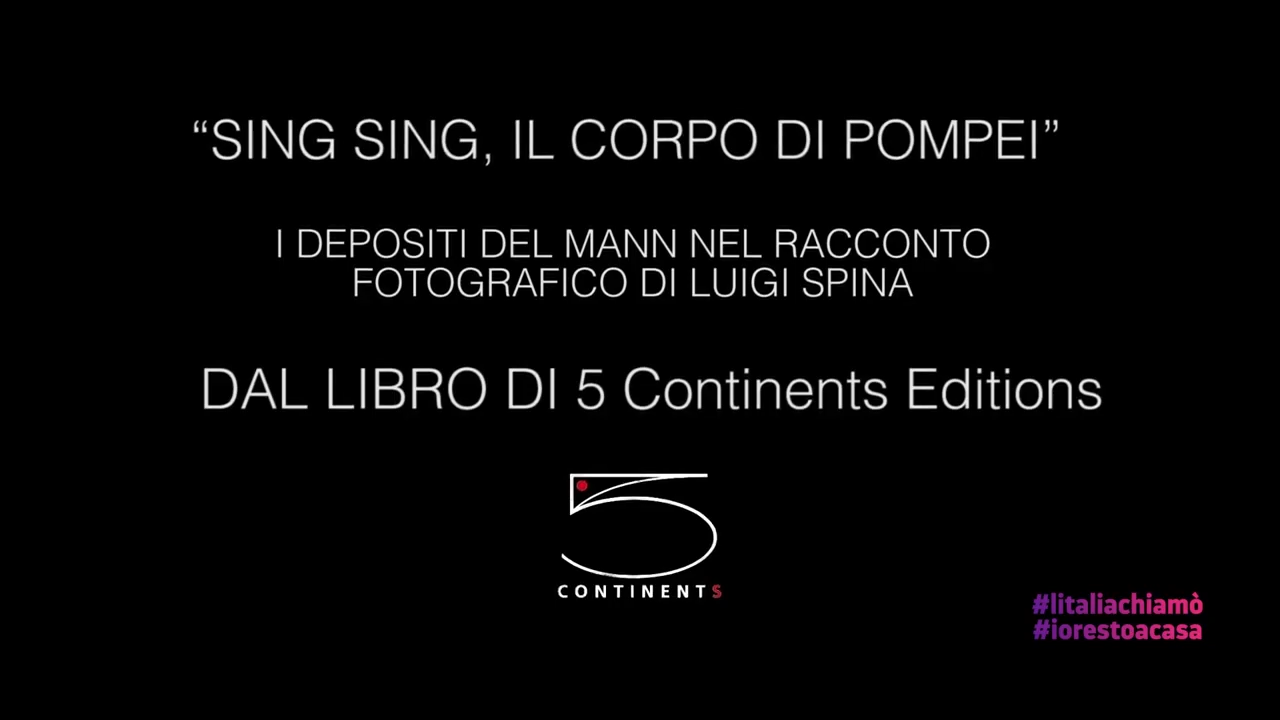 “SING SING, IL CORPO DI POMPEI”
I DEPOSITI DEL MANN NEL RACCONTO
FOTOGRAFICO DI LUIGI SPINA
DAL LIBRO DI 5 Continents Editions
5
CONTINENTS
#litaliachiamò
#iorestoacasa